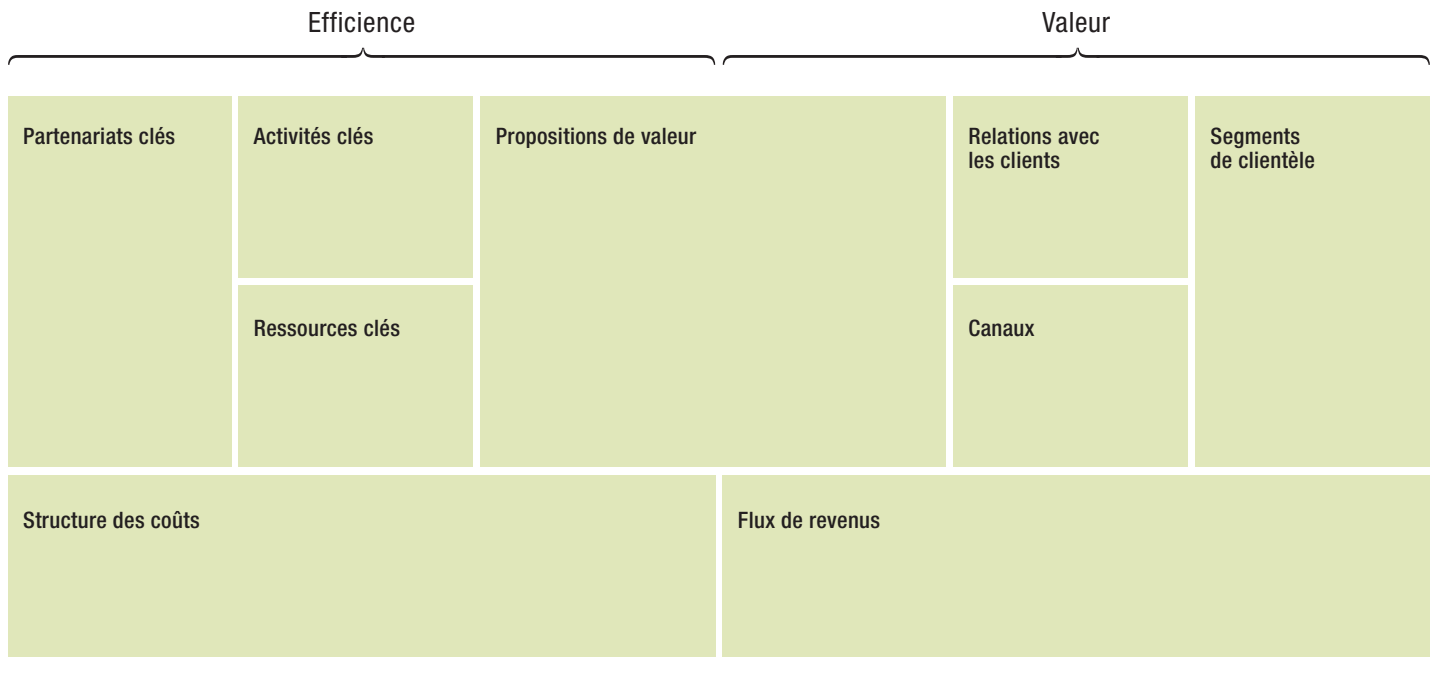 Efficience
Valeur
Partenariats clés
Activités clés
Propositions de valeur
Relations avec
les clients
Segments
de clientèle
Ressources clés
Canaux
Structure des coûts
Flux de revenus